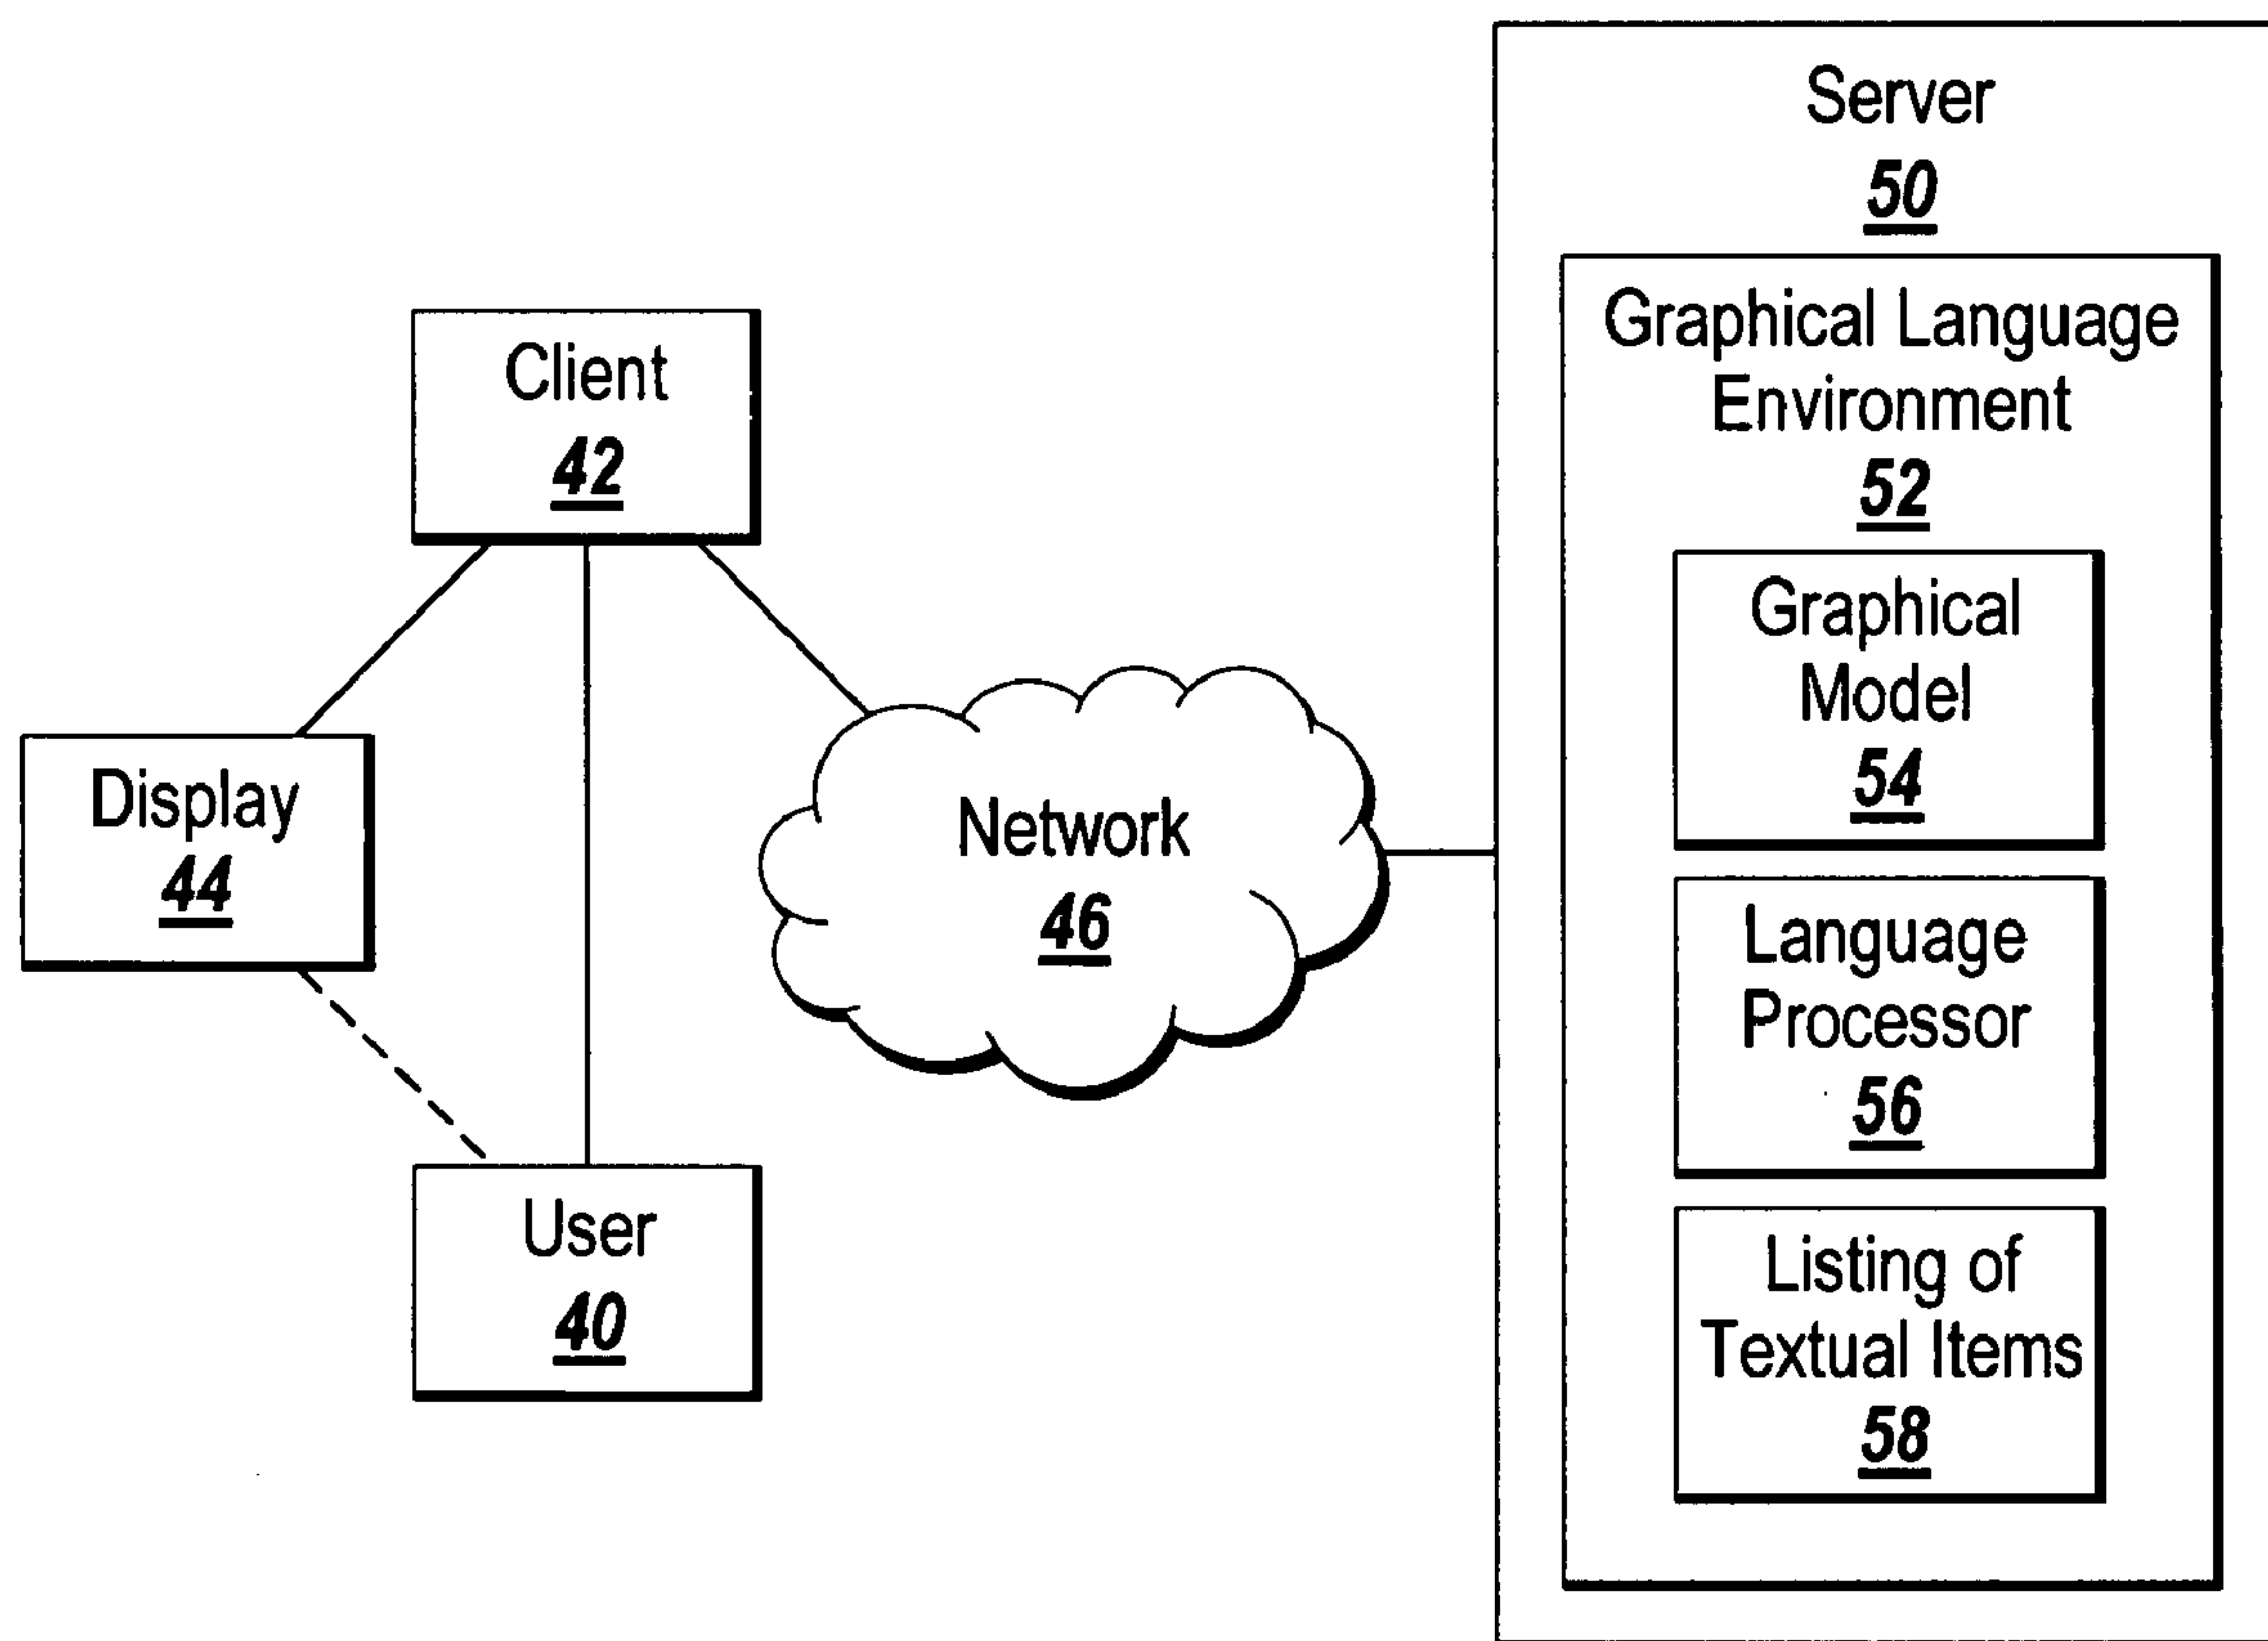 Server
50
Graphical Language
Environment
52
Client
42
Graphical
Model
54
Display
44
Network
46
Language
Processor
56
User
40
Listing of
Textual Items
58